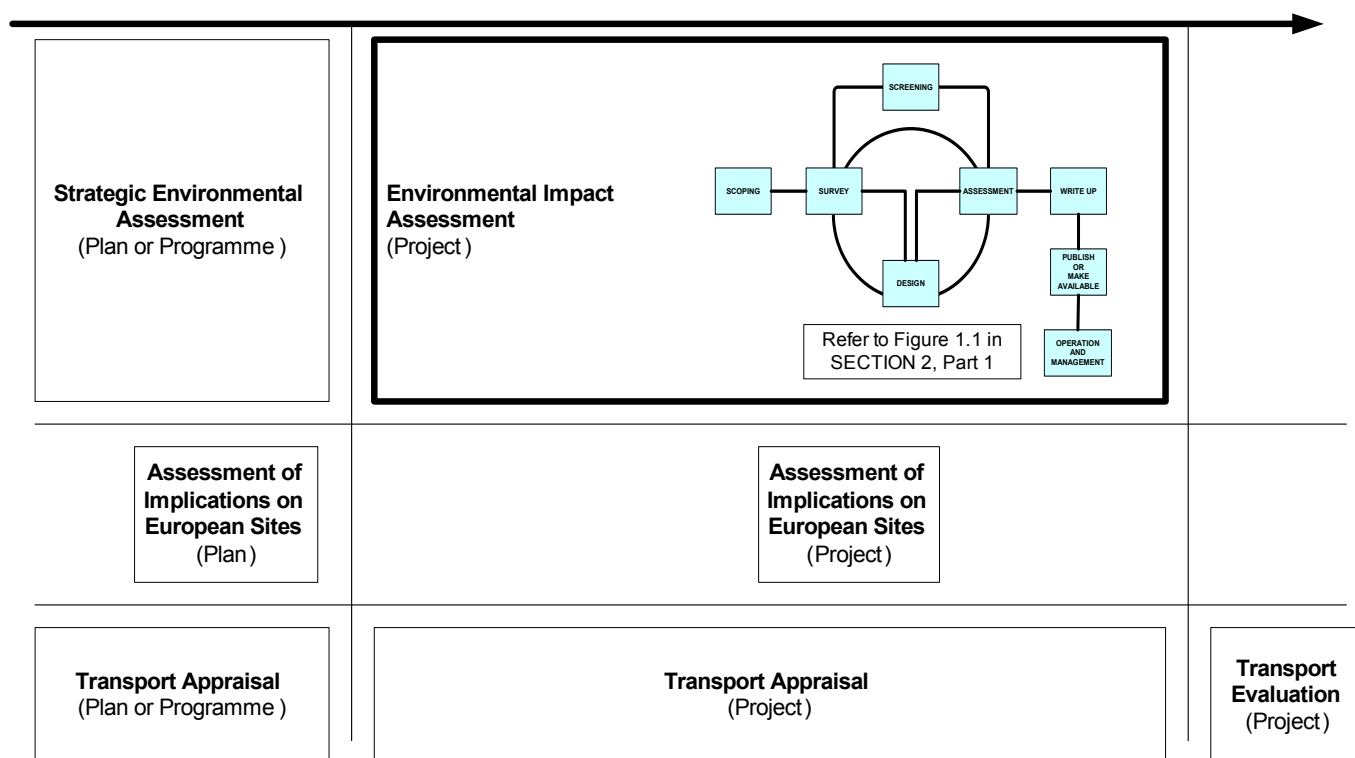 Strategic Environmental
Assessment
(Plan or Programme )
Environmental Impact
Assessment
(Project )
SCREENING
SCOPING
SURVEY
ASSESSMENT
WRITE UP
DESIGN
PUBLISH
OR
MAKE
AVAILABLE
OPERATION
AND
MANAGEMENT
Refer to Figure 1.1 in
SECTION 2, Part 1
Assessment of
Implications on
European Sites
(Plan )
Assessment of
Implications on
European Sites
(Project )
Transport Appraisal
(Plan or Programme )
Transport Appraisal
(Project )
Transport
Evaluation
(Project )